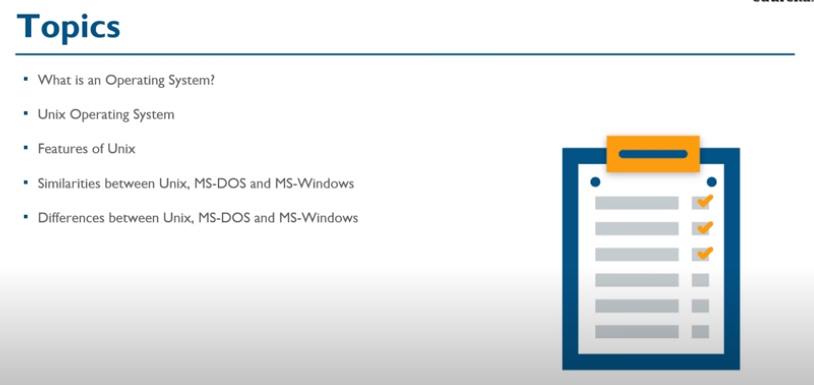 Topics
▪ What is an Operating System?
▪ Unix Operating System
▪ Features of Unix
▪ Similarities between Unix, MS-DOS and MS-Windows
▪ Differences between Unix, MS-DOS and MS-Windows